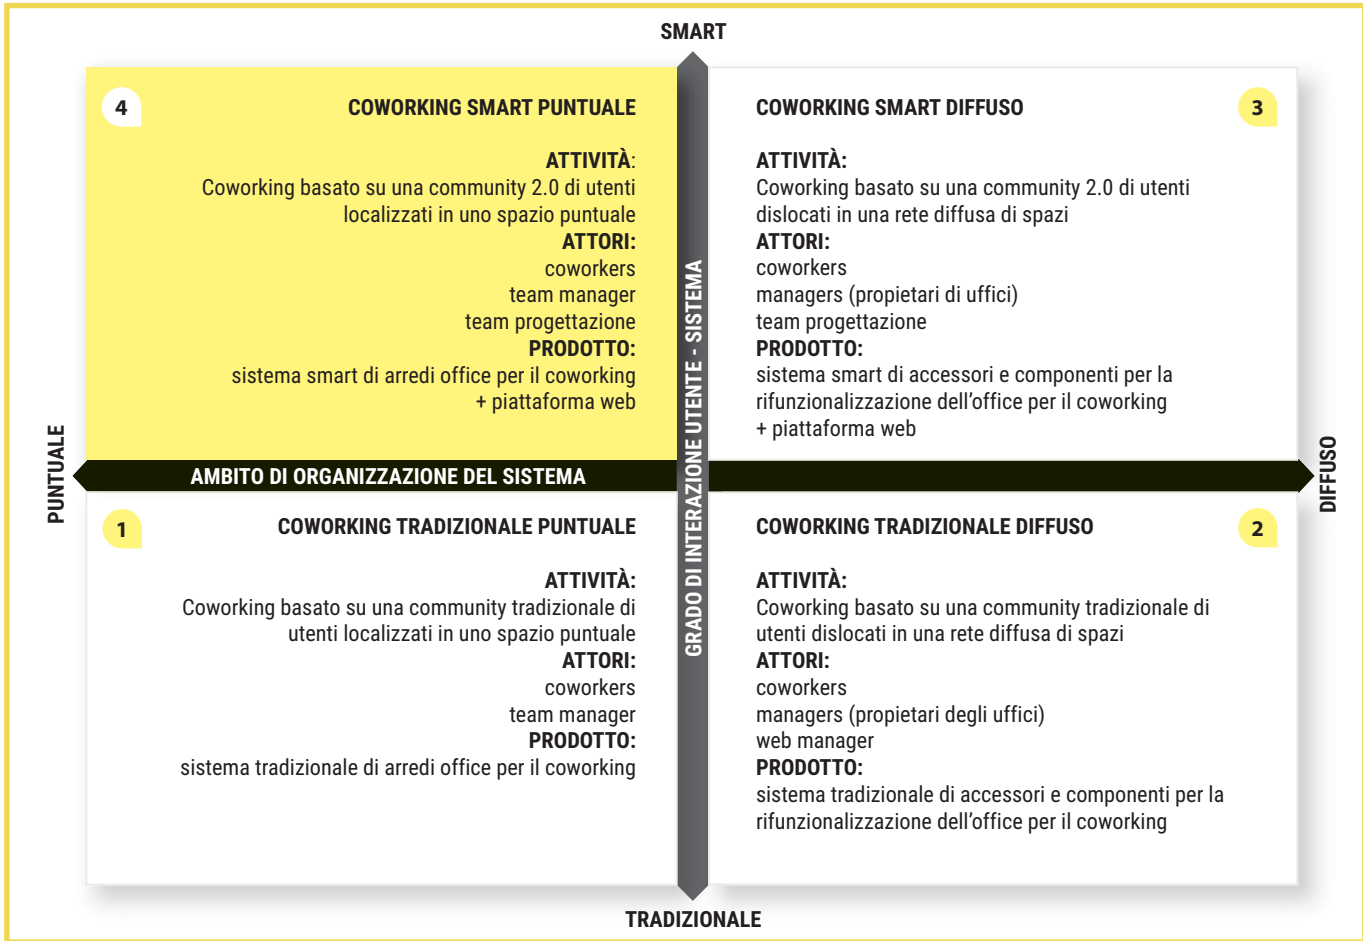 SMART
4
COWORKING SMART PUNTUALE
ATTIVITÀ:
Coworking basato su una community 2.0 di utenti
localizzati in uno spazio puntuale
ATTORI:
coworkers
team manager
team progettazione
PRODOTTO:
sistema smart di arredi office per il coworking
+ piattaforma web
COWORKING SMART DIFFUSO
3
ATTIVITÀ:
Coworking basato su una community 2.0 di utenti
dislocati in una rete diffusa di spazi
ATTORI:
coworkers
managers (propietari di uffici)
team progettazione
PRODOTTO:
sistema smart di accessori e componenti per la
rifunzionalizzazione dell'office per il coworking
+ piattaforma web
PUNTUALE
AMBITO DI ORGANIZZAZIONE DEL SISTEMA
GRADO DI INTERAZIONE UTENTE - SISTEMA
DIFFUSO
1
COWORKING TRADIZIONALE PUNTUALE
ATTIVITÀ:
Coworking basato su una community tradizionale di
utenti localizzati in uno spazio puntuale
ATTORI:
coworkers
team manager
PRODOTTO:
sistema tradizionale di arredi office per il coworking
COWORKING TRADIZIONALE DIFFUSO
2
ATTIVITÀ:
Coworking basato su una community tradizionale di
utenti dislocati in una rete diffusa di spazi
ATTORI:
coworkers
managers (propietari degli uffici)
web manager
PRODOTTO:
sistema tradizionale di accessori e componenti per la
rifunzionalizzazione dell'office per il coworking
TRADIZIONALE